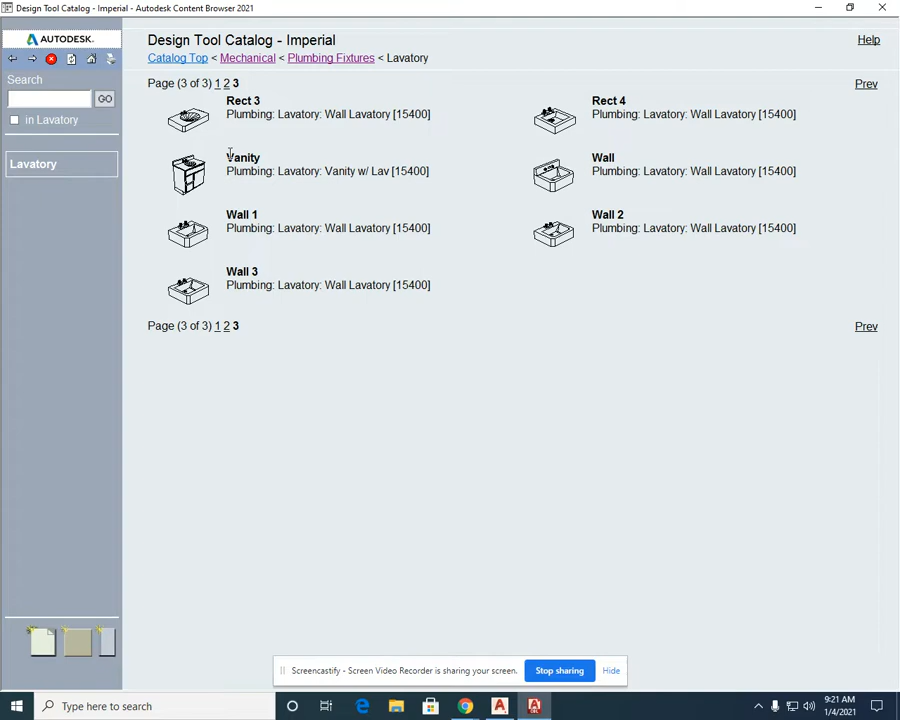 Design Tool Catalog - Imperial - Autodesk Content Browser 2021
AUTODESK.
Design Tool Catalog - Imperial
Help
Catalog Top < Mechanical < Plumbing Fixtures < Lavatory
Search
GO
in Lavatory
Lavatory
Page (3 of 3) 1 2 3
Prev
Rect 3
Plumbing: Lavatory: Wall Lavatory [15400]
Rect 4
Plumbing: Lavatory: Wall Lavatory [15400]
Vanity
Plumbing: Lavatory: Vanity w/ Lav [15400]
Wall
Plumbing: Lavatory: Wall Lavatory [15400]
Wall 1
Plumbing: Lavatory: Wall Lavatory [15400]
Wall 2
Plumbing: Lavatory: Wall Lavatory [15400]
Wall 3
Plumbing: Lavatory: Wall Lavatory [15400]
Page (3 of 3) 1 2 3
Prev
Screencastify - Screen Video Recorder is sharing your screen.
Stop sharing
Hide
Type here to search
9:21 AM
1/4/2021